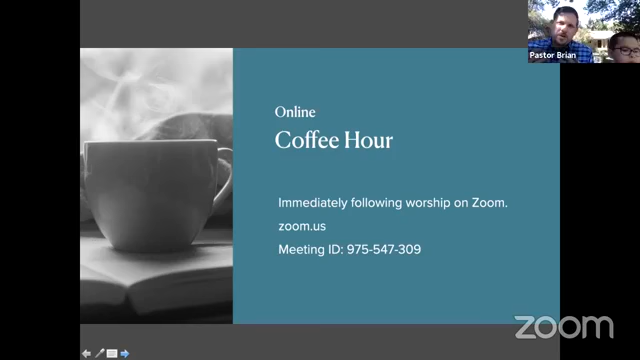 Pastor Brian
Online
Coffee Hour
Immediately following worship on Zoom.
zoom.us
Meeting ID: 975-547-309
zoom